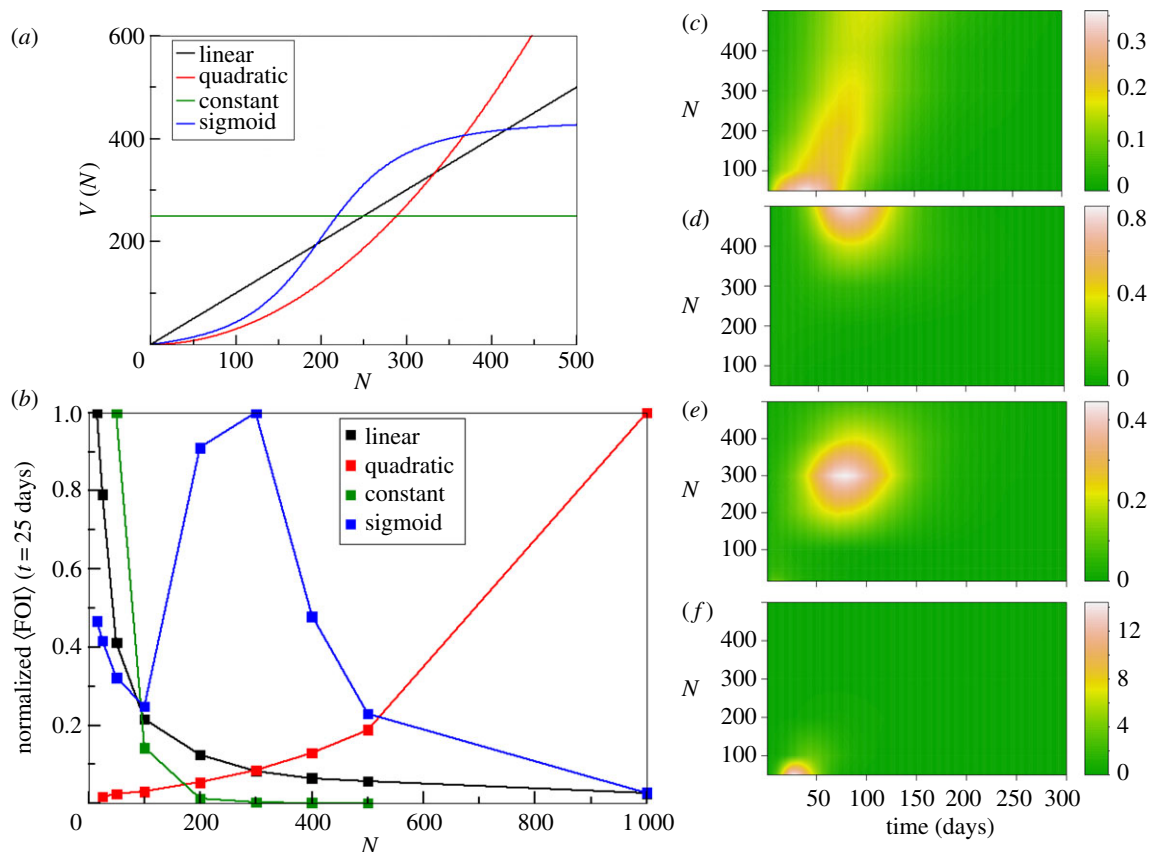 (a)
600
400
200
V (N)
linear
quadratic
constant
sigmoid
0
100
200
300
400
500
N
(b)
1.0
0.8
0.6
0.4
0.2
normalized ⟨FOI⟩ (t = 25 days)
linear
quadratic
constant
sigmoid
0
200
400
600
800
1 000
N
(c)
400
300
200
100
N
0.3
0.2
0.1
0
(d)
400
300
200
100
N
0.8
0.4
0
(e)
400
300
200
100
N
0.4
0.2
0
(f)
400
300
200
100
N
12
8
4
0
50
100
150
200
250
300
time (days)